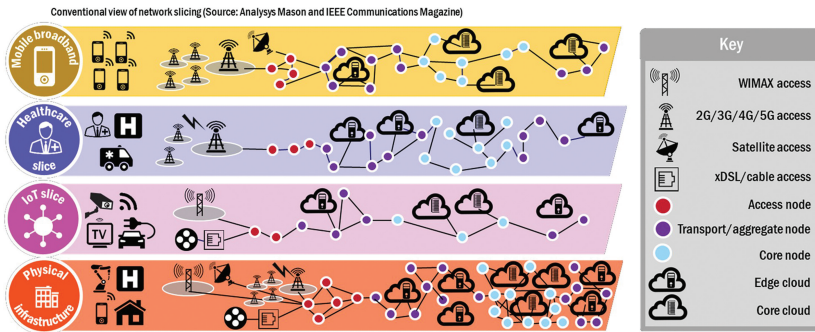 Conventional view of network slicing (Source: Analysys Mason and IEEE Communications Magazine)
Mobile broadband
Healthcare
slice
H
IoT slice
TV
Physical
infrastructure
H
Key
WIMAX access
2G/3G/4G/5G access
Satellite access
xDSL/cable access
Access node
Transport/aggregate node
Core node
Edge cloud
Core cloud